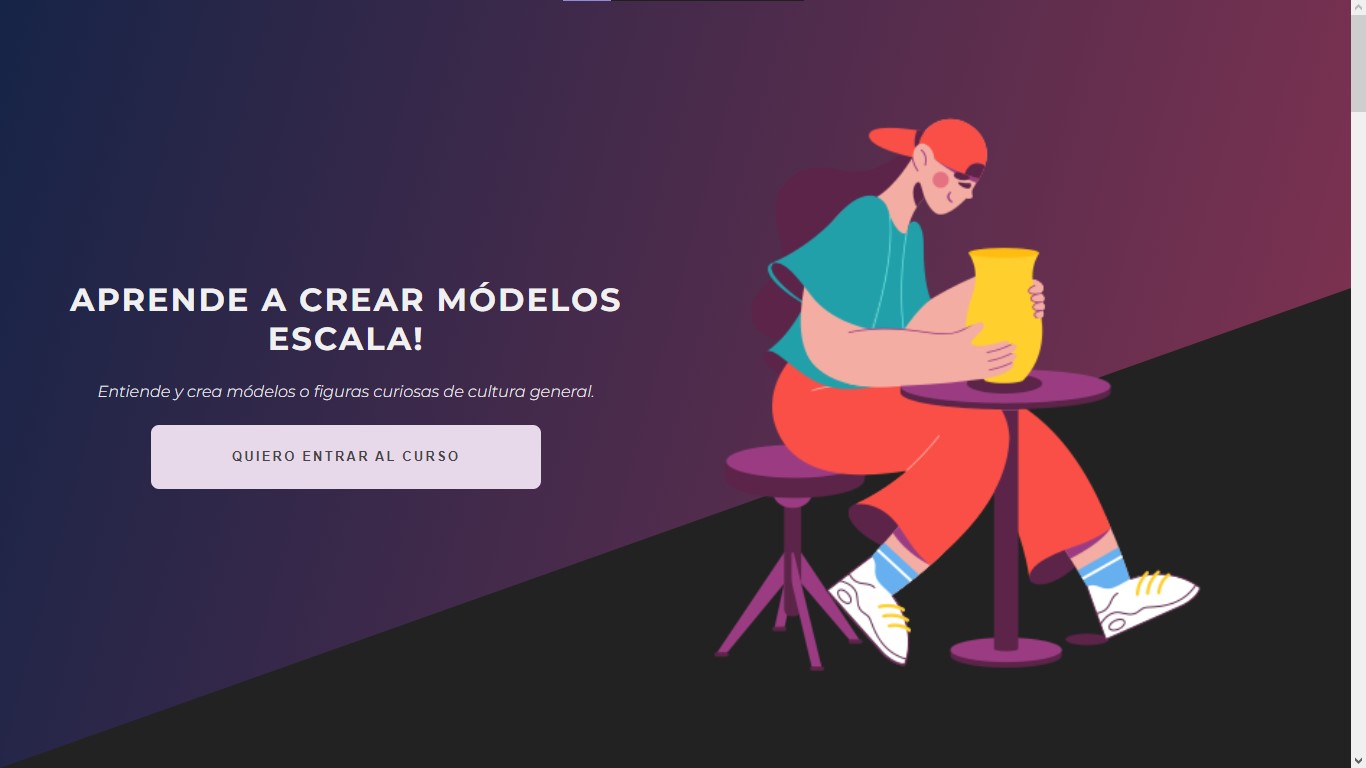 APRENDE A CREAR MÓDELOS
ESCALA!
Entiende y crea módelos o figuras curiosas de cultura general.
QUIERO ENTRAR AL CURSO